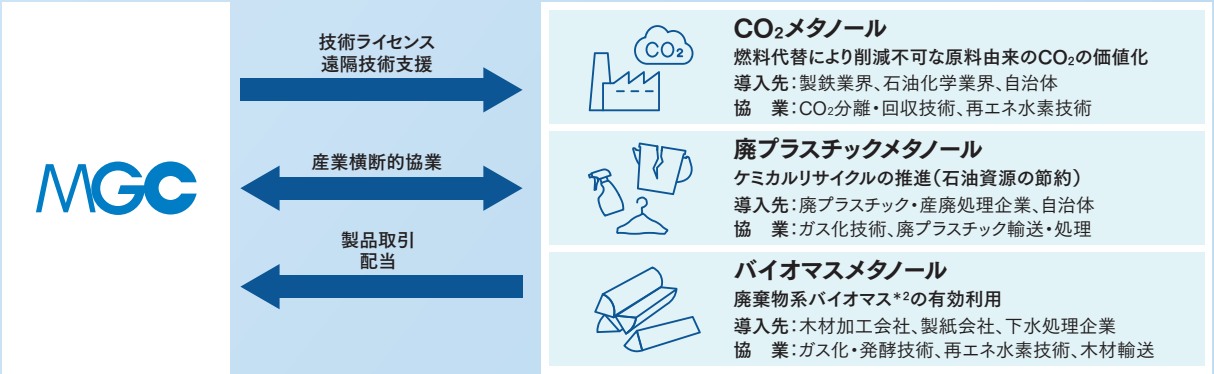 MGC
技術ライセンス
遠隔技術支援
産業横断的協業
製品取引
配当
CO₂
CO₂メタノール
燃料代替により削減不可な原料由来のCO₂の価値化
導入先：製鉄業界、石油化学業界、自治体
協　業：CO₂分離・回収技術、再エネ水素技術
廃プラスチックメタノール
ケミカルリサイクルの推進（石油資源の節約）
導入先：廃プラスチック・産廃処理企業、自治体
協　業：ガス化技術、廃プラスチック輸送・処理
バイオマスメタノール
廃棄物系バイオマス*²の有効利用
導入先：木材加工会社、製紙会社、下水処理企業
協　業：ガス化・発酵技術、再エネ水素技術、木材輸送